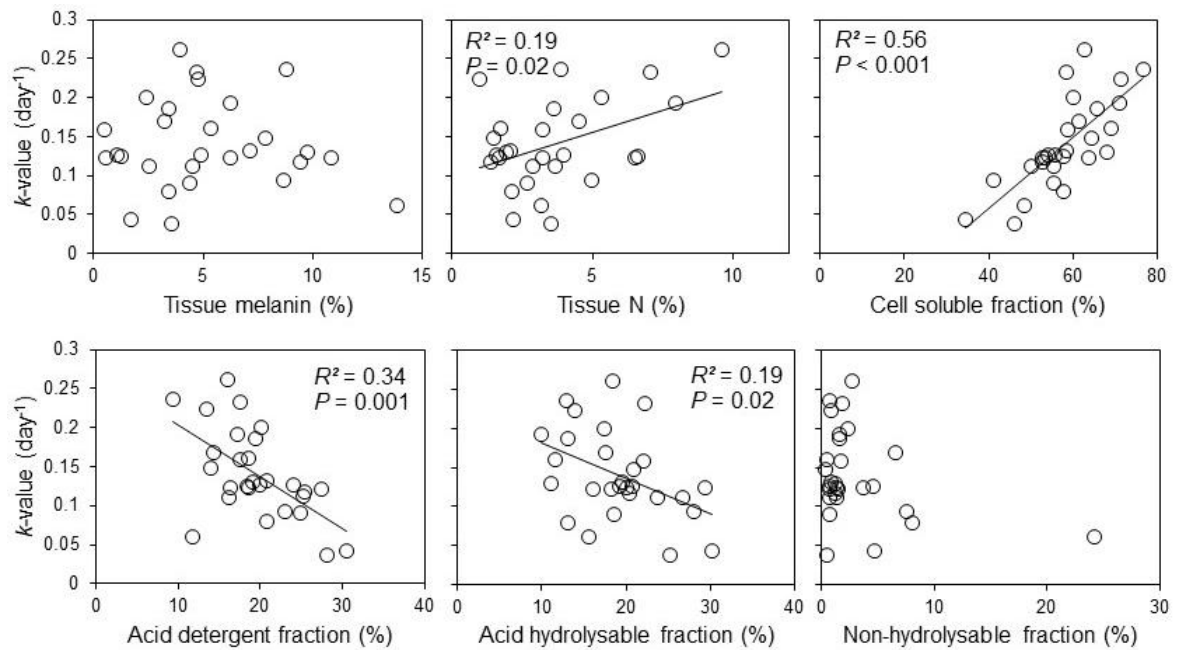 0.3
0.25
0.2
0.15
0.1
0.05
0
k-value (day⁻¹)
0 5 10 15
Tissue melanin (%)
R² = 0.19
P = 0.02
0 5 10
Tissue N (%)
R² = 0.56
P < 0.001
0 20 40 60 80
Cell soluble fraction (%)
0.3
0.25
0.2
0.15
0.1
0.05
0
k-value (day⁻¹)
R² = 0.34
P = 0.001
0 10 20 30 40
Acid detergent fraction (%)
R² = 0.19
P = 0.02
0 10 20 30 40
Acid hydrolysable fraction (%)
0 10 20 30
Non-hydrolysable fraction (%)